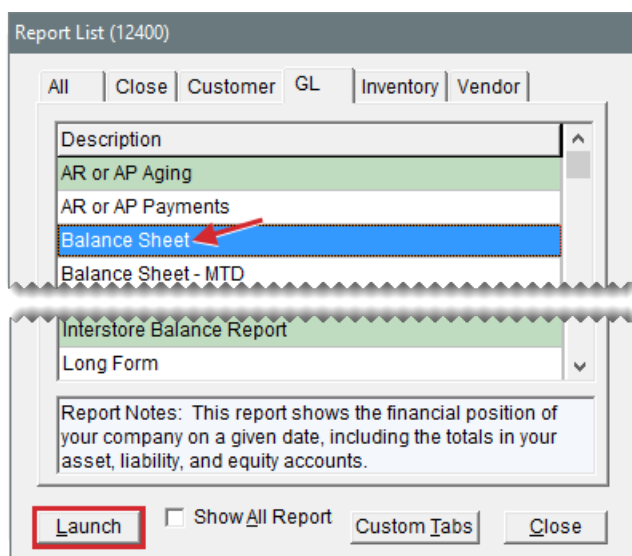 Report List (12400)
All Close Customer GL Inventory Vendor
Description
AR or AP Aging
AR or AP Payments
Balance Sheet
Balance Sheet - MTD
Interstore Balance Report
Long Form
Report Notes: This report shows the financial position of
your company on a given date, including the totals in your
asset, liability, and equity accounts.
Launch Show All Report Custom Tabs Close